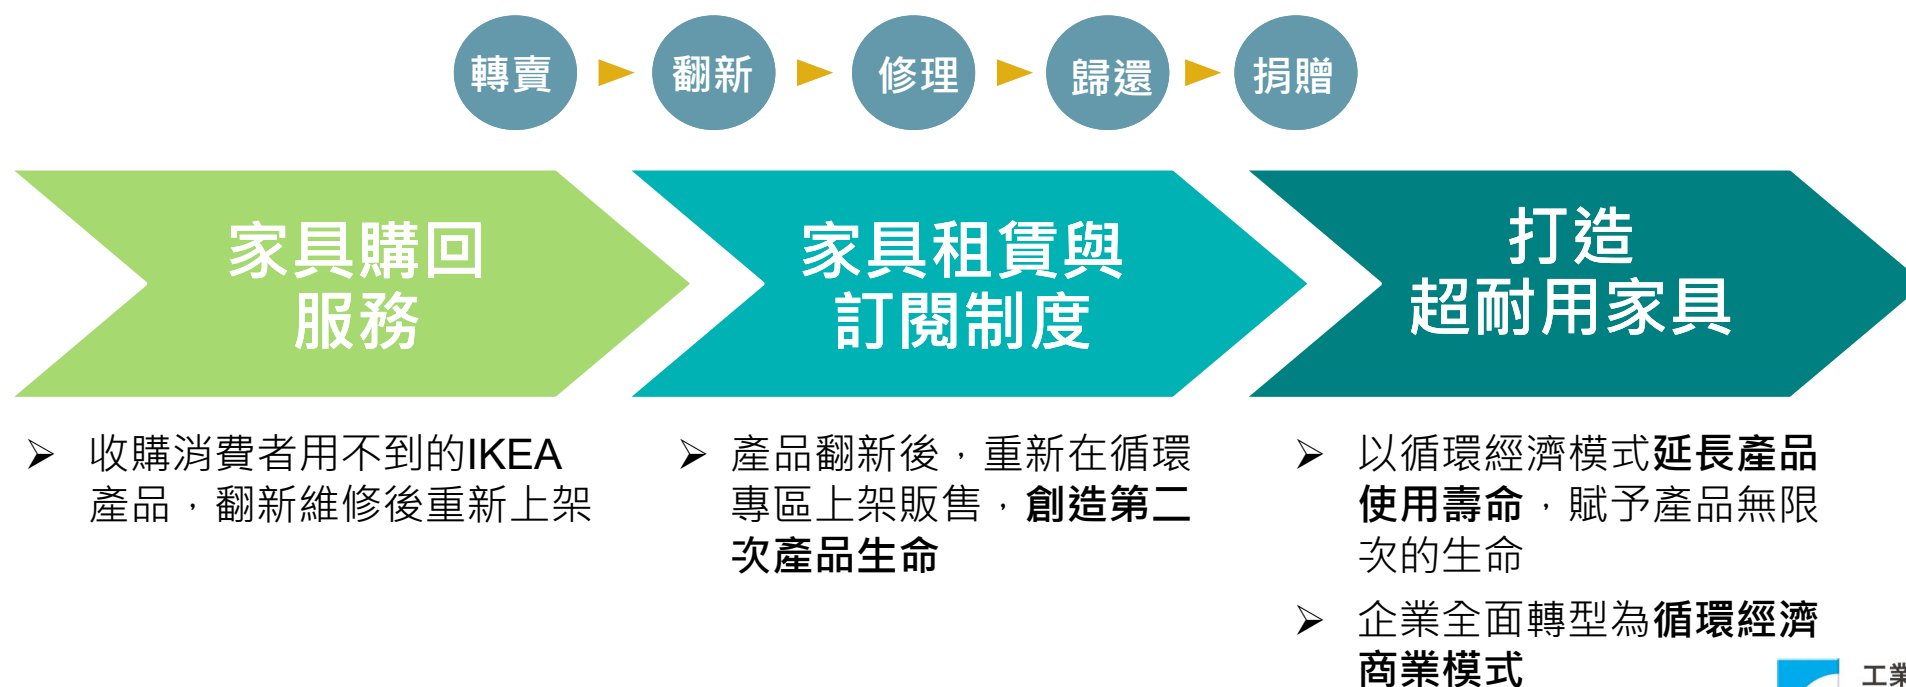 轉賣 翻新 修理 歸還 捐贈
家具購回
服務
家具租賃與
訂閱制度
打造
超耐用家具
➢ 收購消費者用不到的IKEA
產品，翻新維修後重新上架
➢ 產品翻新後，重新在循環
專區上架販售，創造第二
次產品生命
➢ 以循環經濟模式延長產品
使用壽命，賦予產品無限
次的生命
➢ 企業全面轉型為循環經濟
商業模式
工業